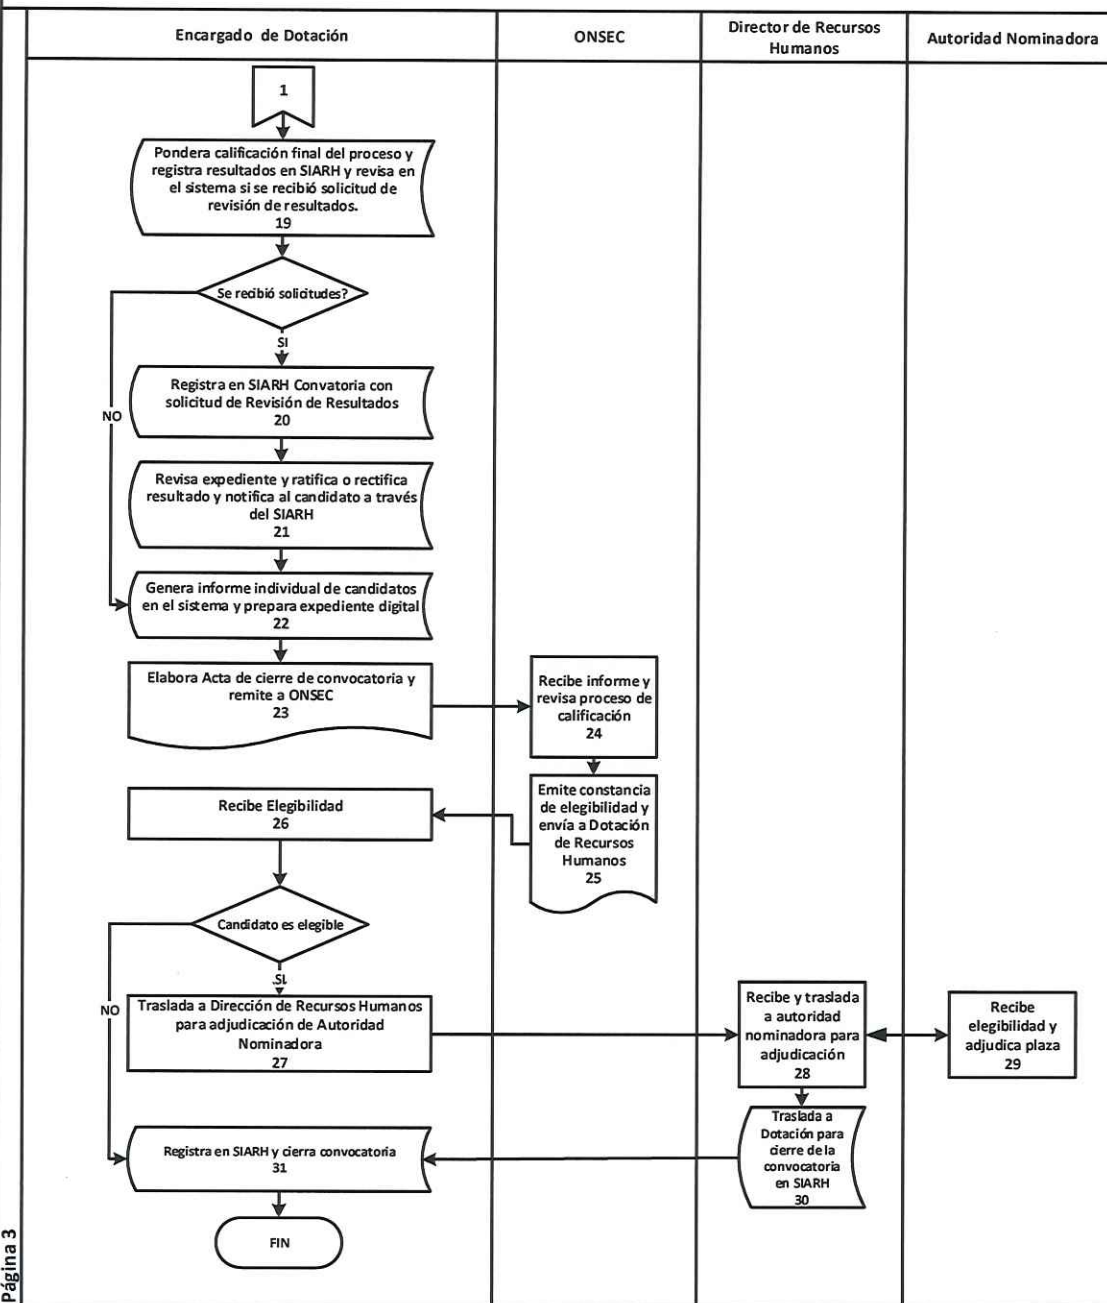 Encargado de Dotación
ONSEC
Director de Recursos
Humanos
Autoridad Nominadora
1
Pondera calificación final del proceso y
registra resultados en SIARH y revisa en
el sistema si se recibió solicitud de
revisión de resultados.
19
Se recibió solicitudes?
SI
NO
Registra en SIARH Convatoria con
solicitud de Revisión de Resultados
20
Revisa expediente y ratifica o rectifica
resultado y notifica al candidato a través
del SIARH
21
Genera informe individual de candidatos
en el sistema y prepara expediente digital
22
Elabora Acta de cierre de convocatoria y
remite a ONSEC
23
Recibe informe y
revisa proceso de
calificación
24
Emite constancia
de elegibilidad y
envía a Dotación
de Recursos
Humanos
25
Recibe Elegibilidad
26
Candidato es elegible
SI
NO
Traslada a Dirección de Recursos Humanos
para adjudicación de Autoridad
Nominadora
27
Recibe y traslada
a autoridad
nominadora para
adjudicación
28
Recibe
elegibilidad y
adjudica plaza
29
Traslada a
Dotación para
cierre de la
convocatoria
en SIARH
30
Registra en SIARH y cierra convocatoria
31
FIN
Página 3